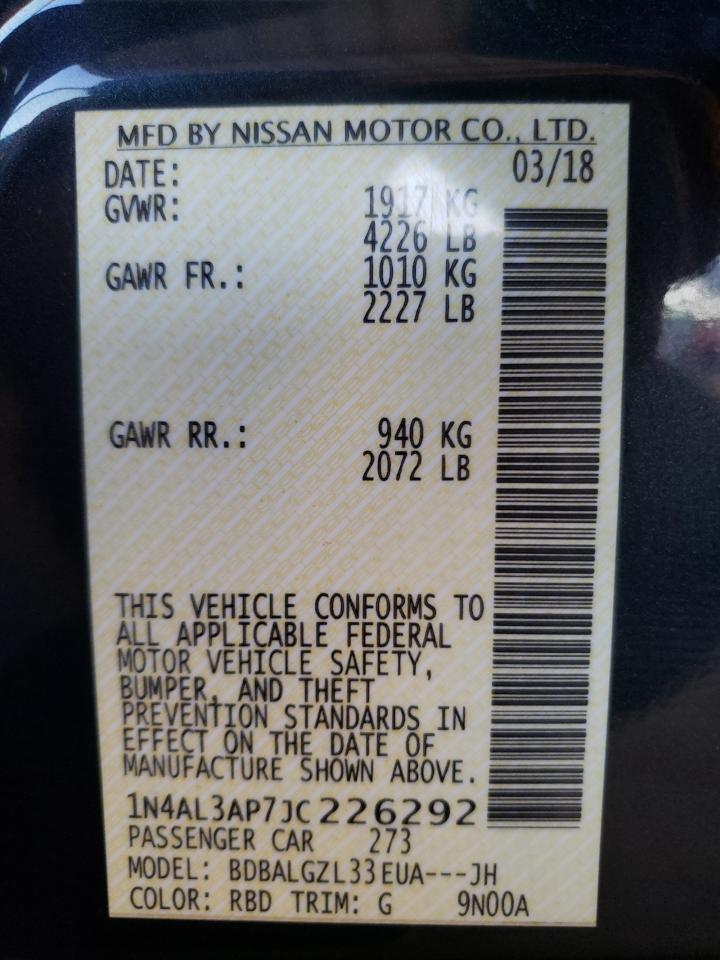 MFD BY NISSAN MOTOR CO., LTD.
DATE: 03/18
GVWR: 1917 KG
4226 LB
GAWR FR.: 1010 KG
2227 LB
GAWR RR.: 940 KG
2072 LB
THIS VEHICLE CONFORMS TO
ALL APPLICABLE FEDERAL
MOTOR VEHICLE SAFETY,
BUMPER, AND THEFT
PREVENTION STANDARDS IN
EFFECT ON THE DATE OF
MANUFACTURE SHOWN ABOVE.
1N4AL3AP7JC226292
PASSENGER CAR 273
MODEL: BDBALGZL33EUA---JH
COLOR: RBD TRIM: G 9N00A